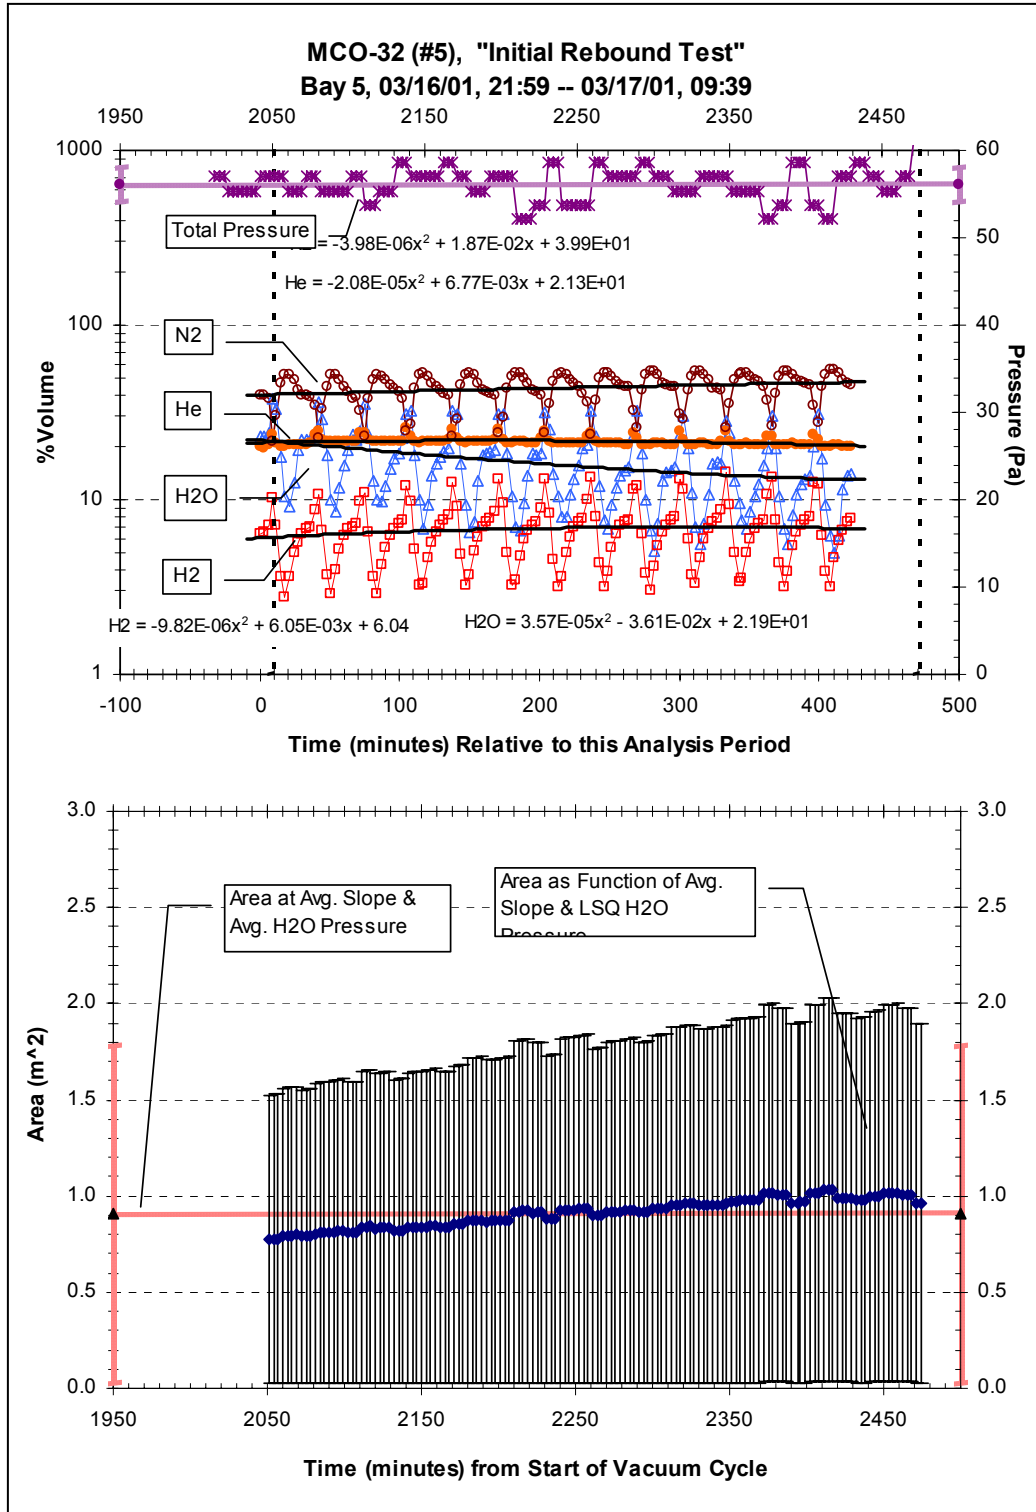 MCO-32 (#5),  "Initial Rebound Test"
Bay 5, 03/16/01, 21:59 -- 03/17/01, 09:39
1950 2050 2150 2250 2350 2450
1000 60
Total Pressure
= -3.98E-06x² + 1.87E-02x + 3.99E+01
50
He = -2.08E-05x² + 6.77E-03x + 2.13E+01
100 40
N2
He
30
% Volume
Pressure (Pa)
H2O
10 20
H2
10
H2 = -9.82E-06x² + 6.05E-03x + 6.04
H2O = 3.57E-05x² - 3.61E-02x + 2.19E+01
1 0
-100 0 100 200 300 400 500
Time (minutes) Relative to this Analysis Period
3.0 3.0
Area at Avg. Slope &
Avg. H2O Pressure
Area as Function of Avg.
Slope & LSQ H2O
Pressure
2.5 2.5
2.0 2.0
Area (m^2)
1.5 1.5
1.0 1.0
0.5 0.5
0.0 0.0
1950 2050 2150 2250 2350 2450
Time (minutes) from Start of Vacuum Cycle